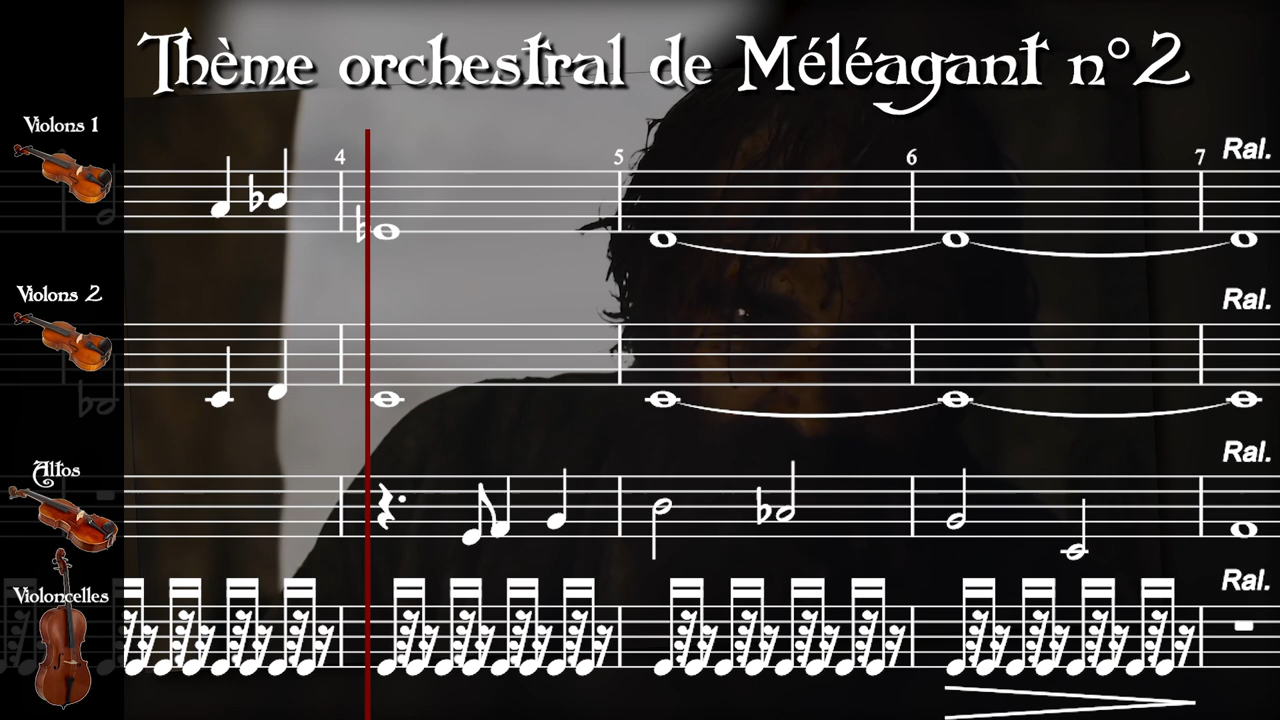 Thème orchestral de Méléagant n°2
Violons 1
4
5
6
7
Ral.
Violons 2
Ral.
Altos
Ral.
Violoncelles
Ral.